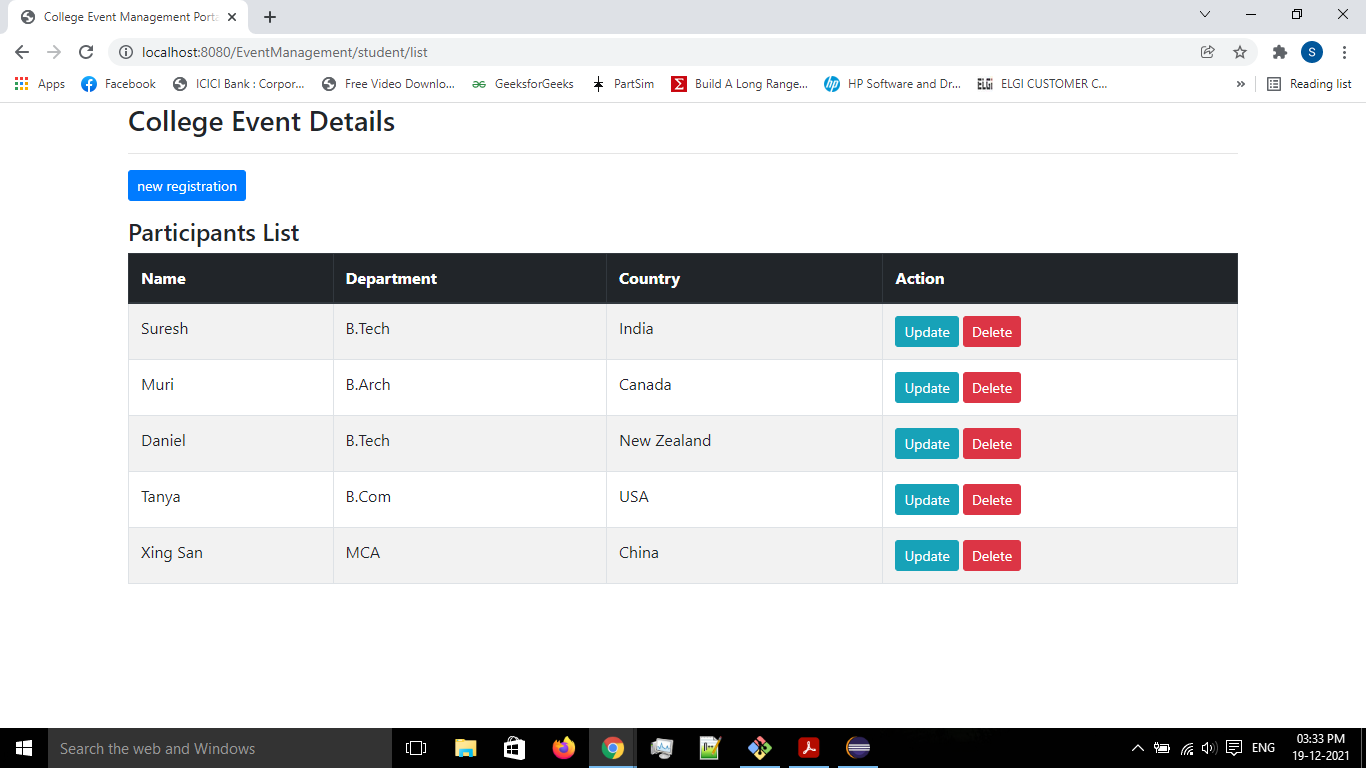 College Event Management Porta
localhost:8080/EventManagement/student/list
S
Apps Facebook ICICI Bank : Corpor... Free Video Downlo... GeeksforGeeks PartSim Build A Long Range... HP Software and Dr... ELGI ELGI CUSTOMER C... » Reading list
College Event Details
new registration
Participants List
Name Department Country Action
Suresh B.Tech India Update Delete
Muri B.Arch Canada Update Delete
Daniel B.Tech New Zealand Update Delete
Tanya B.Com USA Update Delete
Xing San MCA China Update Delete
Search the web and Windows
ENG
03:33 PM
19-12-2021